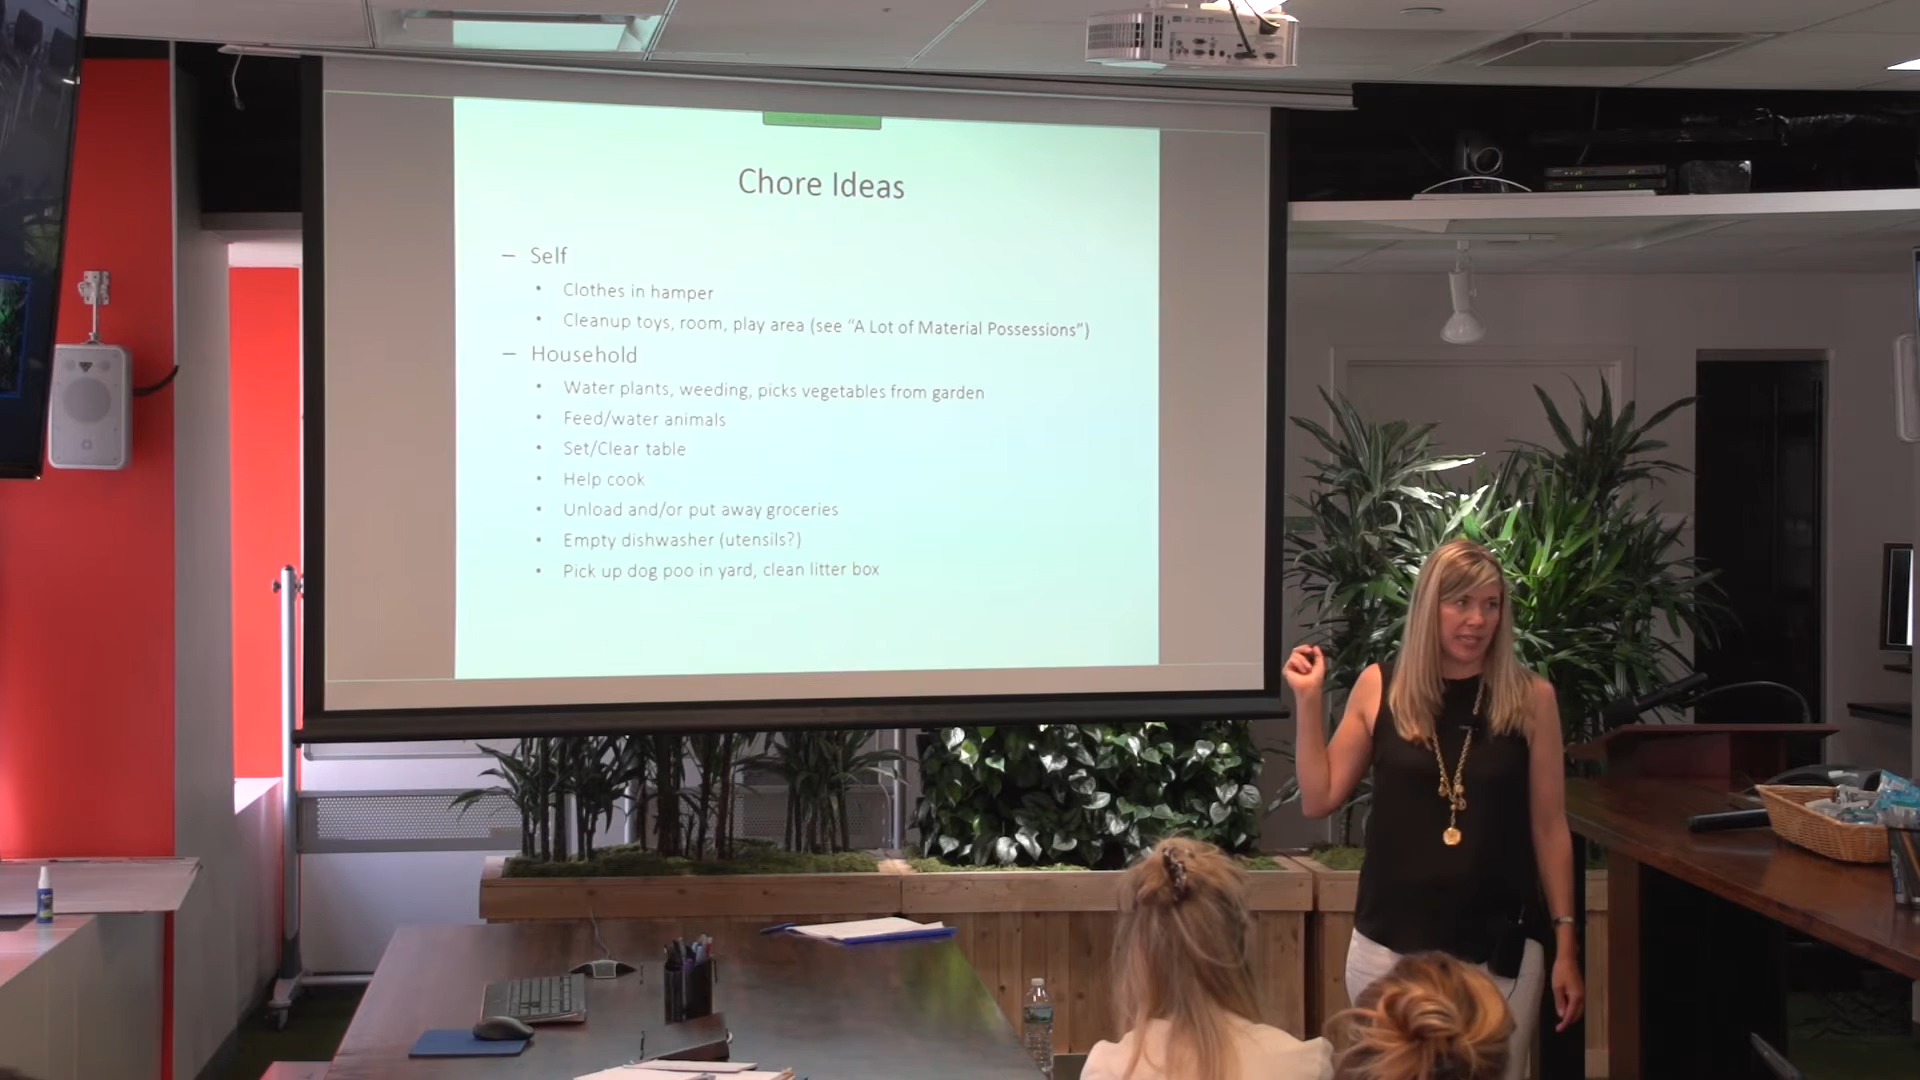 Chore Ideas
– Self
• Clothes in hamper
• Cleanup toys, room, play area (see “A Lot of Material Possessions”)
– Household
• Water plants, weeding, picks vegetables from garden
• Feed/water animals
• Set/Clear table
• Help cook
• Unload and/or put away groceries
• Empty dishwasher (utensils?)
• Pick up dog poo in yard, clean litter box